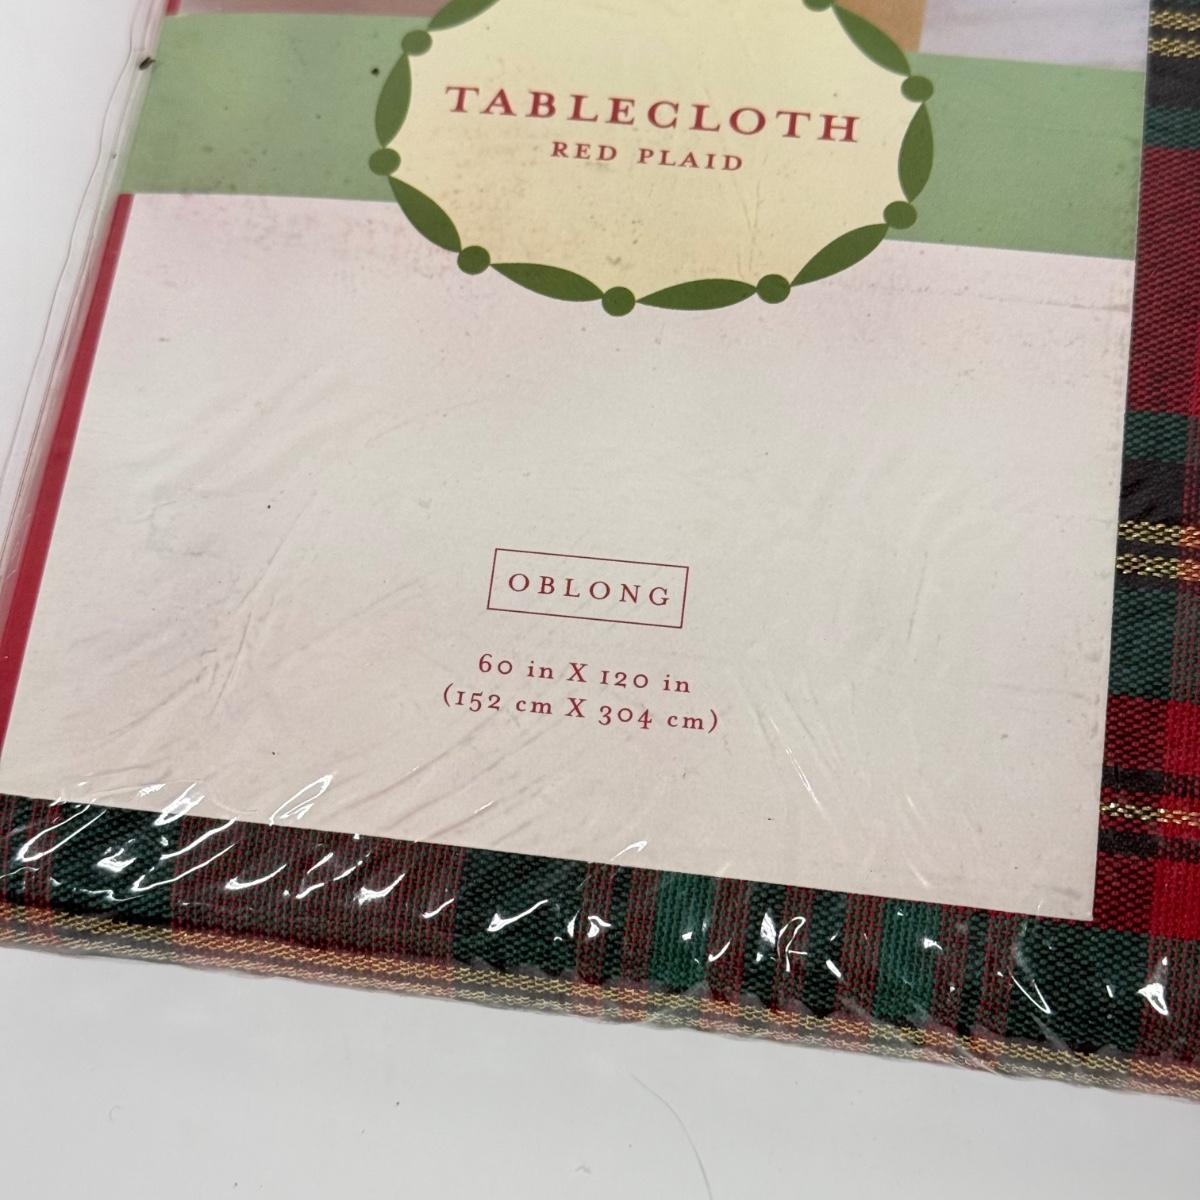 TABLECLOTH
RED PLAID
OBLONG
60 in X 120 in
(152 cm X 304 cm)